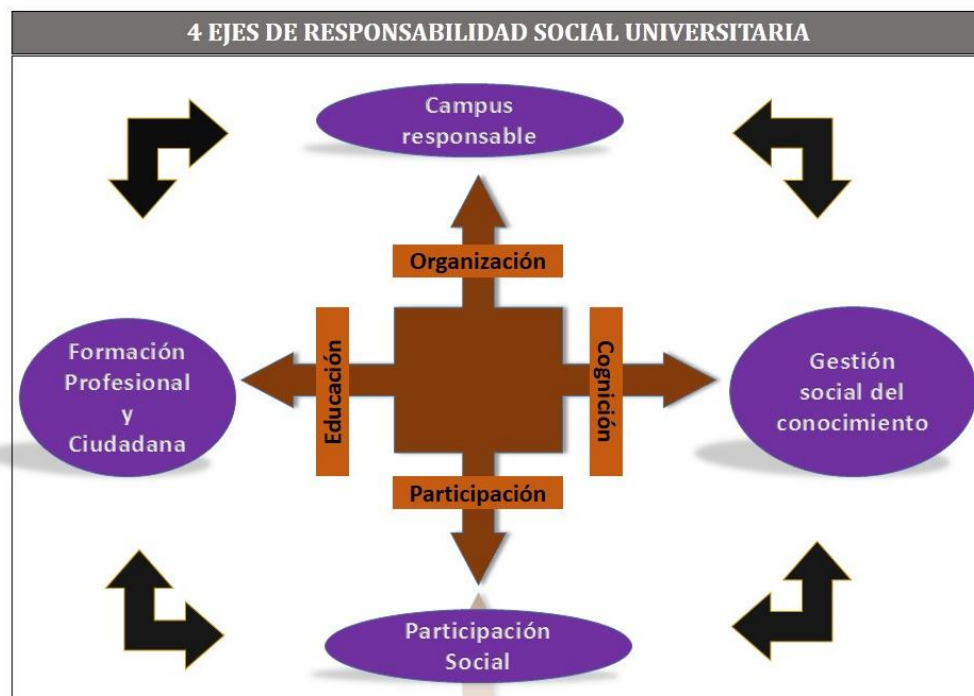 4 EJES DE RESPONSABILIDAD SOCIAL UNIVERSITARIA
Campus
responsable
Organización
Formación
Profesional
y
Ciudadana
Educación
Cognición
Gestión
social del
conocimiento
Participación
Participación
Social